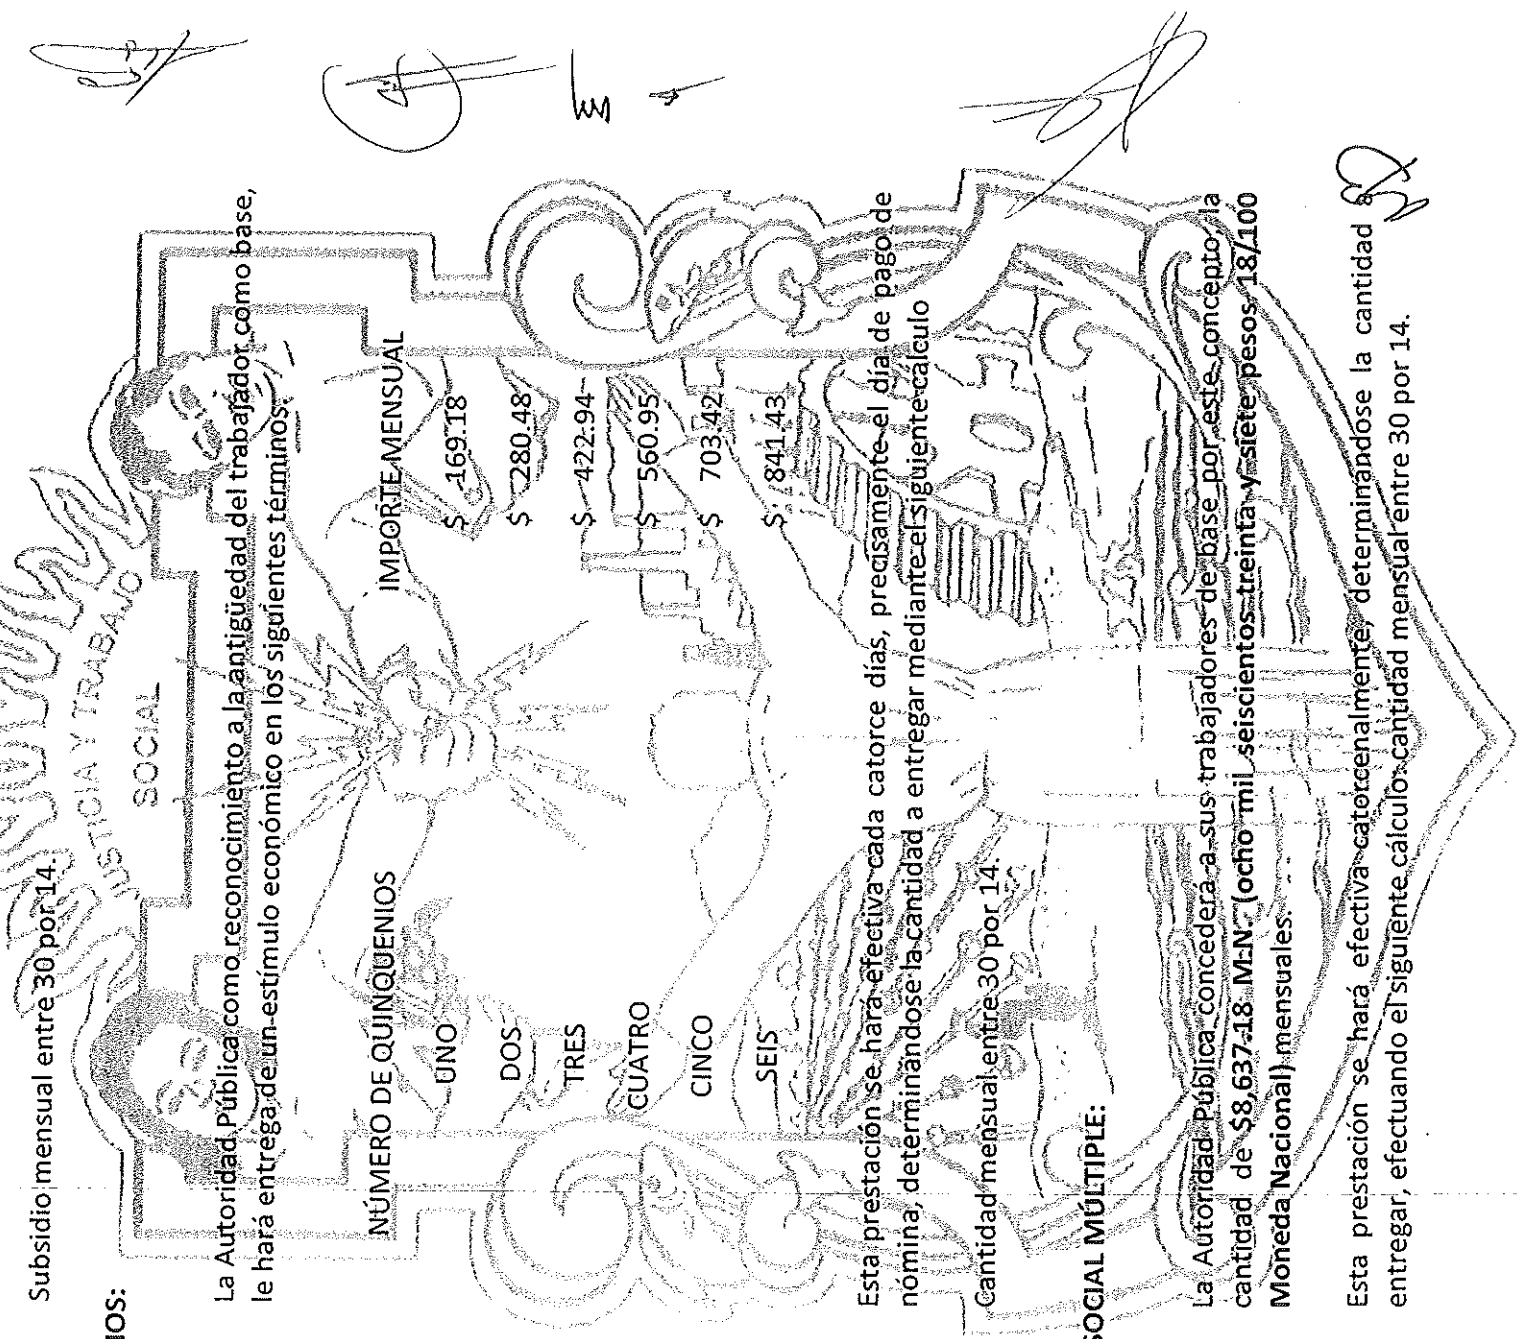 Subsidio mensual entre 30 por 14.
JUSTICIA Y TRABAJO
SOCIAL
IOS:
La Autoridad Pública como reconocimiento a la antigüedad del trabajador como base,
le hará entrega de un estímulo económico en los siguientes términos:
NÚMERO DE QUINQUENIOS IMPORTE MENSUAL
UNO $ 169.18
DOS $ 280.48
TRES $ 422.94
CUATRO $ 560.95
CINCO $ 703.42
SEIS $ 841.43
Esta prestación se hará efectiva cada catorce días, precisamente el día de pago de
nómina, determinándose la cantidad a entregar mediante el siguiente cálculo
Cantidad mensual entre 30 por 14.
SOCIAL MÚLTIPLE:
La Autoridad Pública concederá a sus trabajadores de base por este concepto la
cantidad de $8,637.18 M.N. (ocho mil seiscientos treinta y siete pesos 18/100
Moneda Nacional) mensuales.
Esta prestación se hará efectiva catorcenalmente, determinándose la cantidad a
entregar, efectuando el siguiente cálculo: cantidad mensual entre 30 por 14.